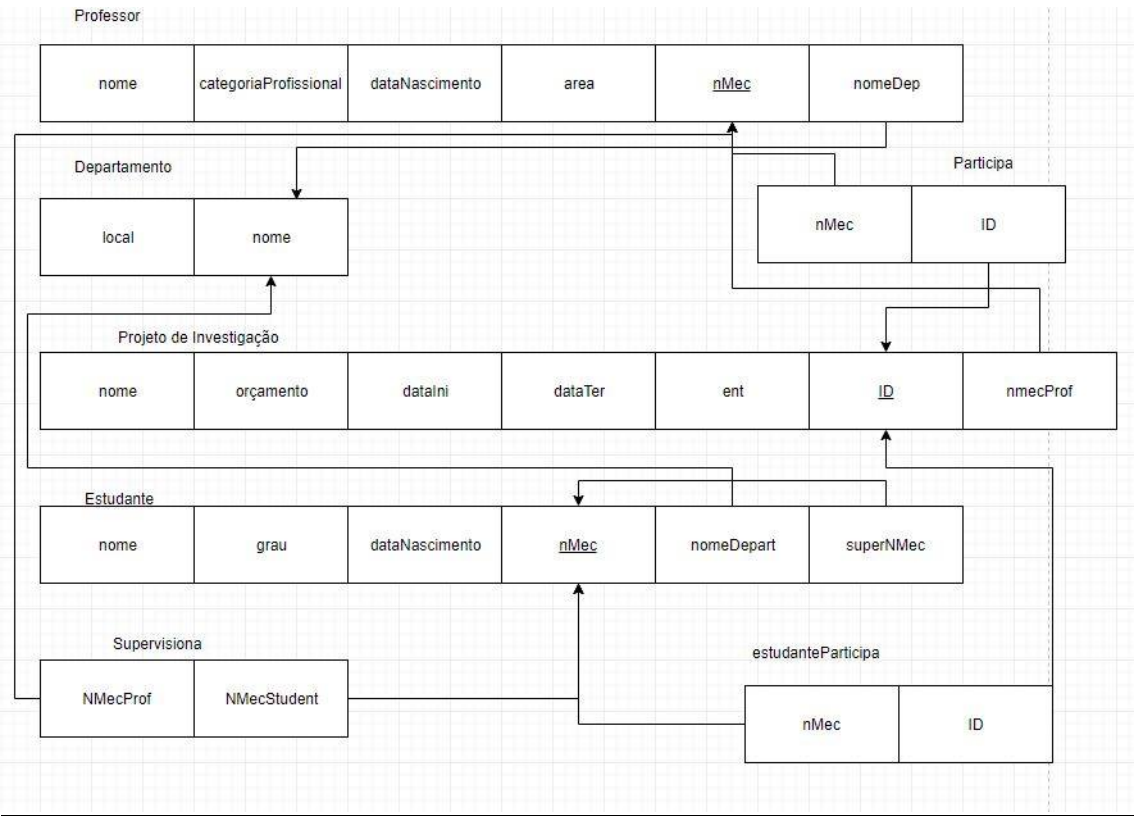 Professor
nome categoriaProfissional dataNascimento area nMec nomeDep
Departamento
Participa
local nome
nMec ID
Projeto de Investigação
nome orçamento dataIni dataTer ent ID nmecProf
Estudante
nome grau dataNascimento nMec nomeDepart superNMec
Supervisiona
estudanteParticipa
NMecProf NMecStudent
nMec ID